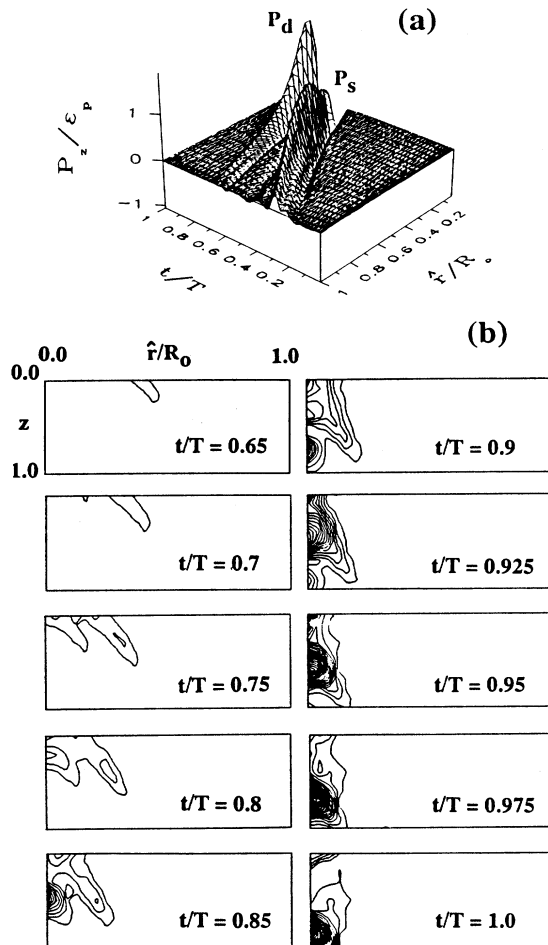 (a)
P_d
P_s
P_z / ε_p
1
0
−1
1 0.8 0.6 0.4 0.2
t/T
1 0.8 0.6 0.4 0.2
r̂/R_o
(b)
0.0 r̂/R_o 1.0
0.0
z
1.0
t/T = 0.65
t/T = 0.7
t/T = 0.75
t/T = 0.8
t/T = 0.85
t/T = 0.9
t/T = 0.925
t/T = 0.95
t/T = 0.975
t/T = 1.0